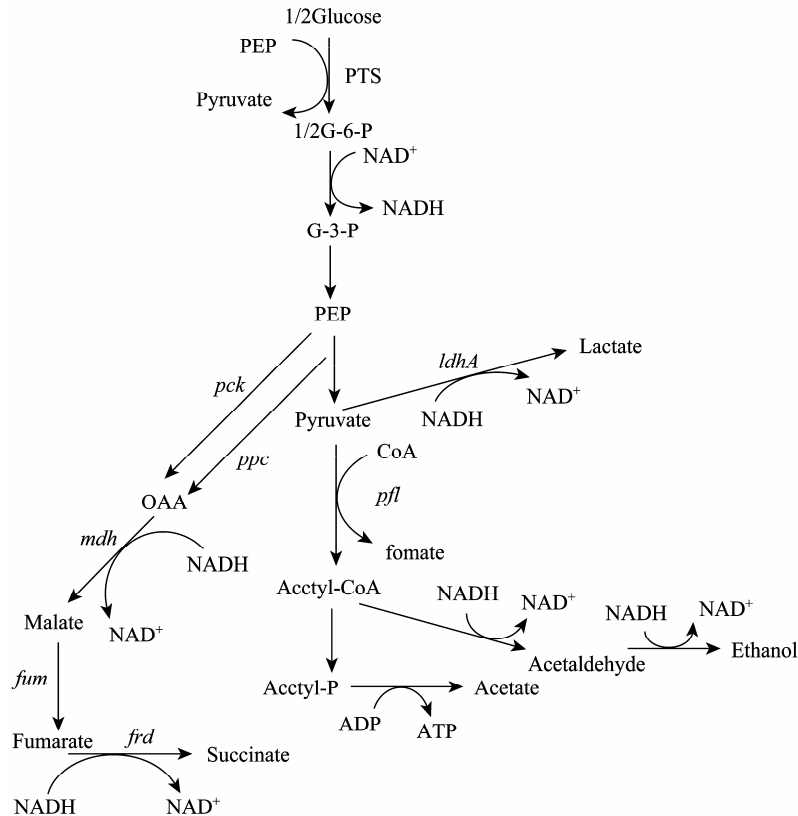 1/2Glucose
PEP
PTS
Pyruvate
1/2G-6-P
NAD+
NADH
G-3-P
PEP
Lactate
ldhA
pck
NAD+
NADH
Pyruvate
ppc
CoA
pfl
OAA
mdh
fomate
NADH
Acctyl-CoA
NADH
NAD+
NADH
NAD+
Malate
NAD+
Ethanol
Acetaldehyde
fum
Acctyl-P
Acetate
ADP
ATP
Fumarate
frd
Succinate
NADH
NAD+